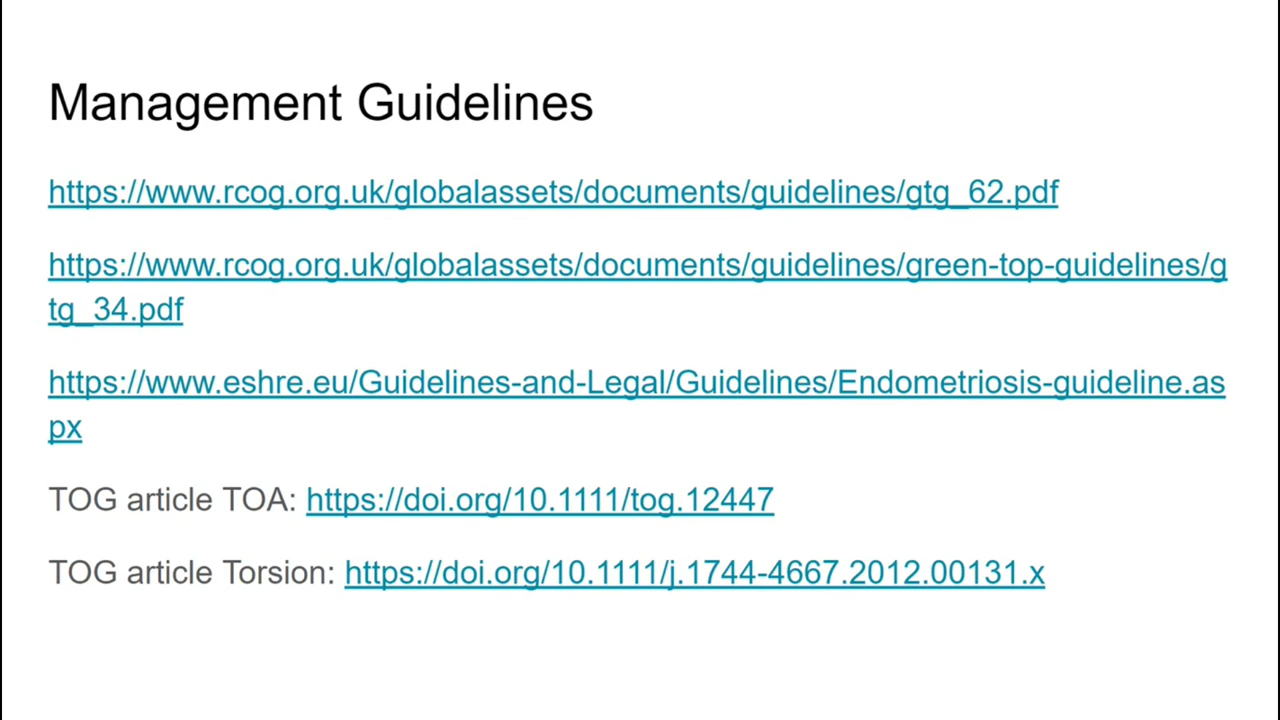 Management Guidelines
https://www.rcog.org.uk/globalassets/documents/guidelines/gtg_62.pdf
https://www.rcog.org.uk/globalassets/documents/guidelines/green-top-guidelines/g
tg_34.pdf
https://www.eshre.eu/Guidelines-and-Legal/Guidelines/Endometriosis-guideline.as
px
TOG article TOA: https://doi.org/10.1111/tog.12447
TOG article Torsion: https://doi.org/10.1111/j.1744-4667.2012.00131.x